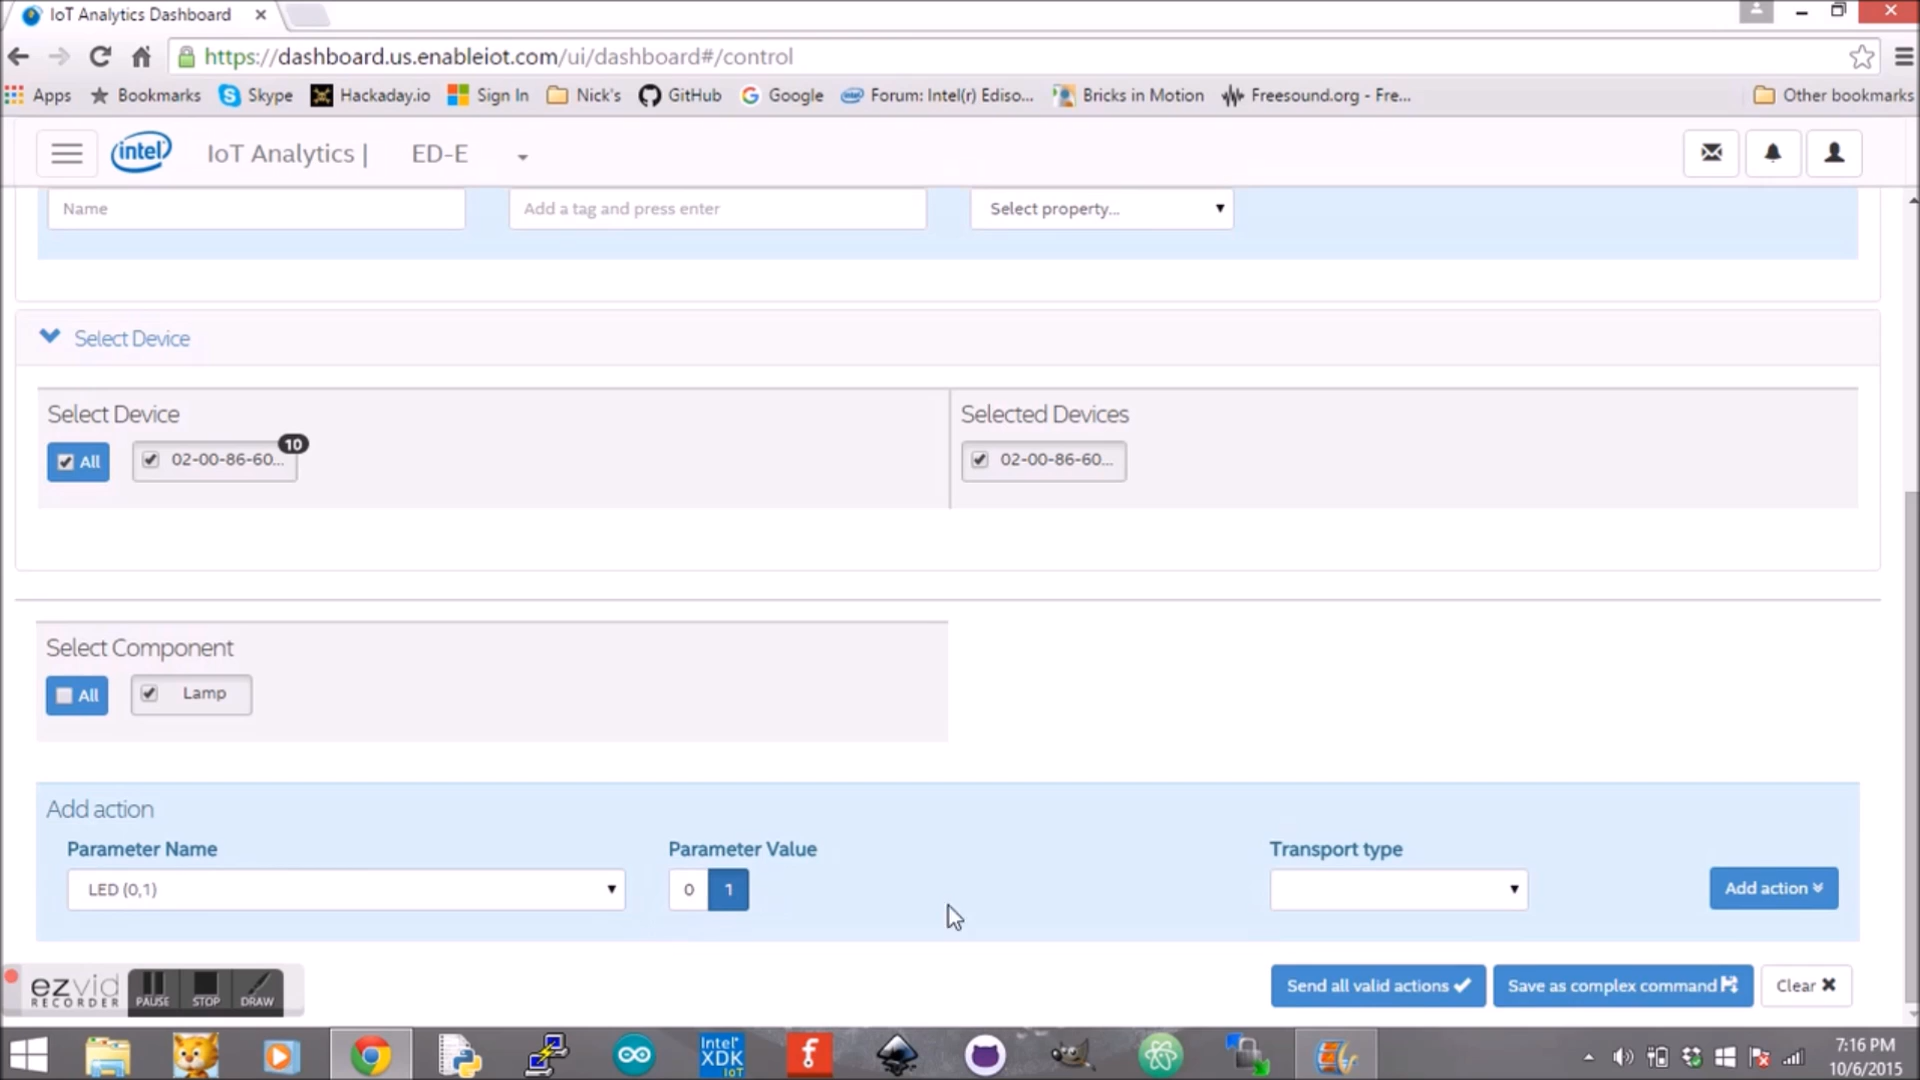 IoT Analytics Dashboard
https://dashboard.us.enableiot.com/ui/dashboard#/control
Apps Bookmarks Skype Hackaday.io Sign In Nick's GitHub Google Forum: Intel(r) Ediso... Bricks in Motion Freesound.org - Fre... Other bookmarks
intel IoT Analytics | ED-E
Name Add a tag and press enter Select property...
Select Device
Select Device Selected Devices
10
All 02-00-86-60... 02-00-86-60...
Select Component
All Lamp
Add action
Parameter Name Parameter Value Transport type
LED (0,1) 0 1 Add action
Send all valid actions Save as complex command Clear
ezvid
RECORDER PAUSE STOP DRAW
Intel XDK IoT
7:16 PM
10/6/2015